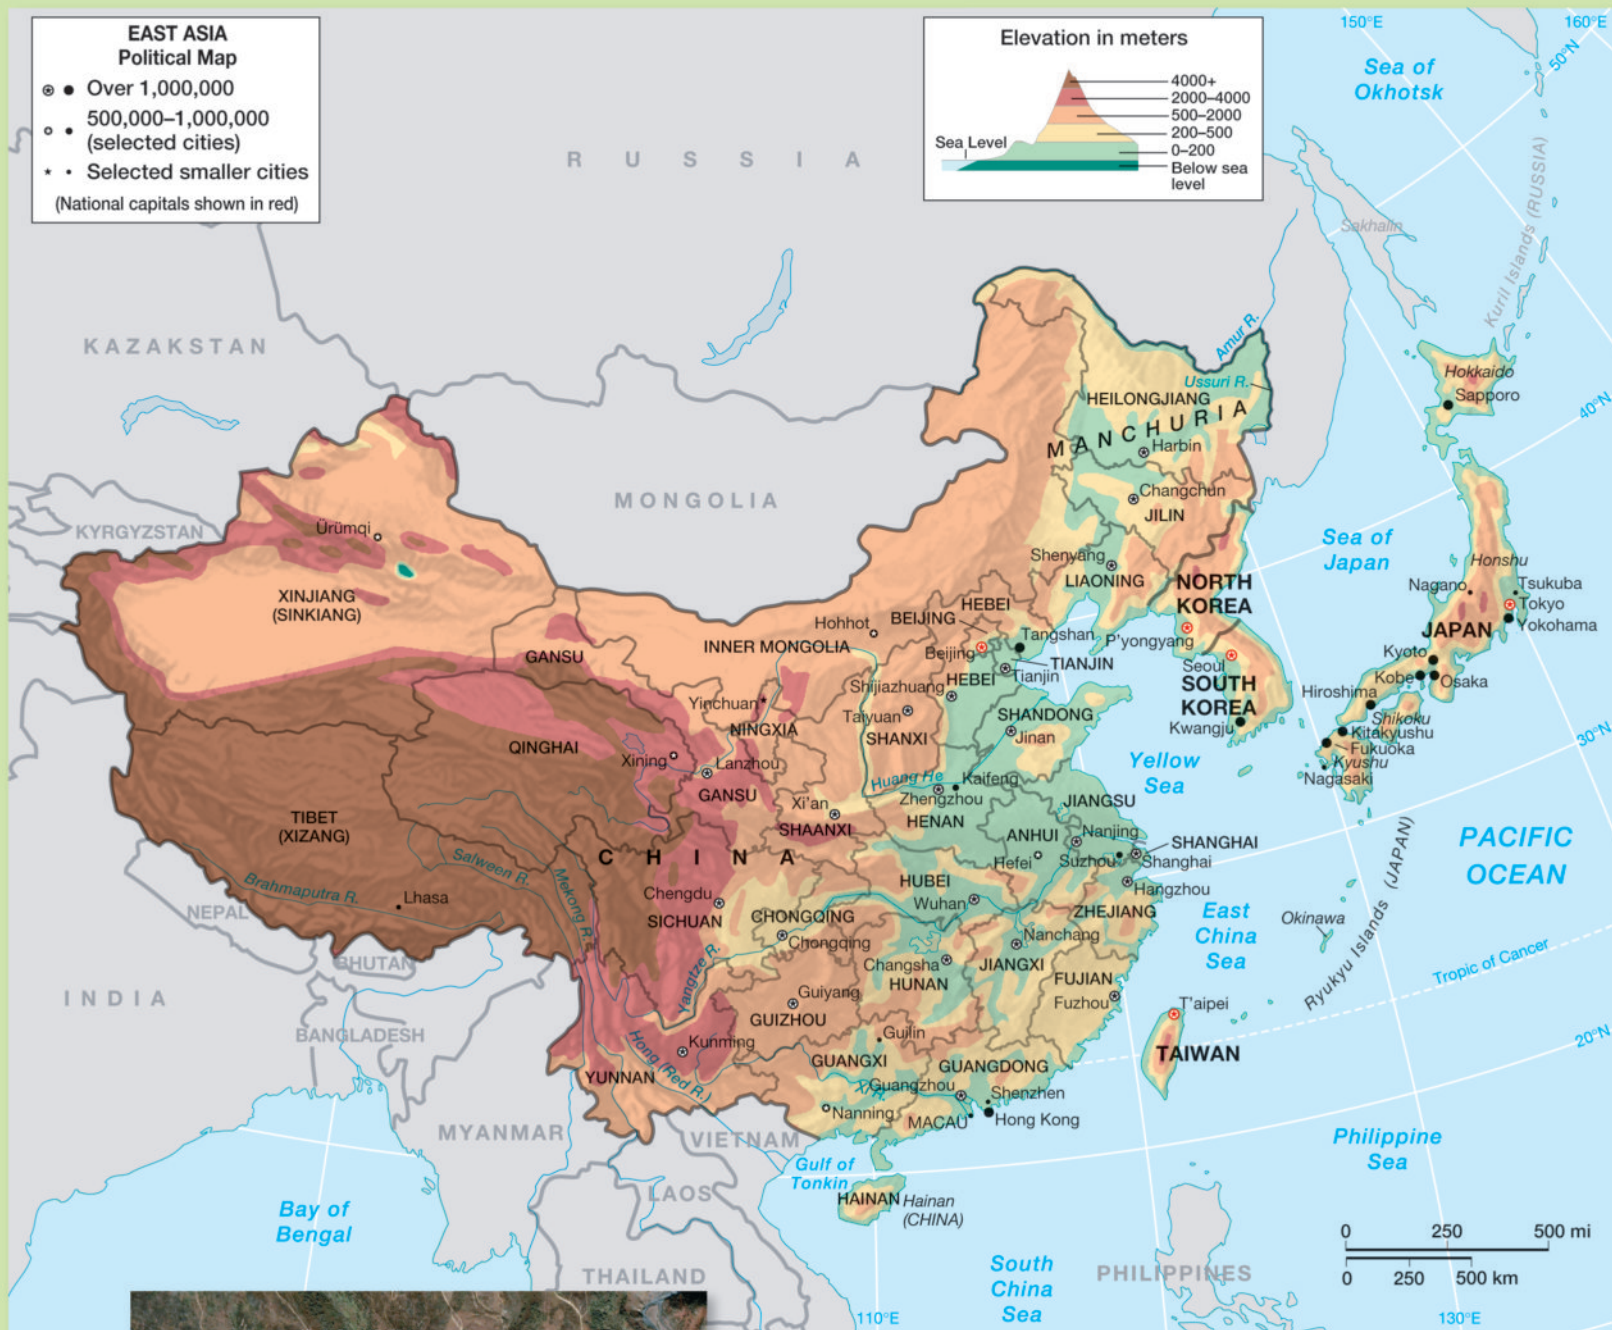 EAST ASIA
Political Map
Over 1,000,000
500,000–1,000,000
(selected cities)
Selected smaller cities
(National capitals shown in red)
Elevation in meters
4000+
2000–4000
500–2000
200–500
0–200
Below sea
level
Sea Level
150°E
160°E
50°N
Sea of
Okhotsk
RUSSIA
Sakhalin
Kuril Islands (RUSSIA)
KAZAKSTAN
Amur R.
Ussuri R.
HEILONGJIANG
MANCHURIA
Harbin
Hokkaido
Sapporo
40°N
MONGOLIA
Changchun
JILIN
KYRGYZSTAN
Ürümqi
Shenyang
LIAONING
Sea of
Japan
Honshu
Nagano
Tsukuba
Tokyo
Yokohama
JAPAN
XINJIANG
(SINKIANG)
NORTH
KOREA
HEBEI
BEIJING
Hohhot
INNER MONGOLIA
Beijing
Tangshan
P'yongyang
TIANJIN
Tianjin
GANSU
Seoul
SOUTH
KOREA
Kwangju
Kyoto
Kobe
Osaka
Hiroshima
Shikoku
Kitakyushu
Fukuoka
Kyushu
Nagasaki
30°N
Shijiazhuang
HEBEI
Yinchuan
Taiyuan
SHANDONG
Jinan
NINGXIA
SHANXI
QINGHAI
Xining
Lanzhou
GANSU
Yellow
Sea
Huang He
Kaifeng
Zhengzhou
Xi'an
SHAANXI
HENAN
JIANGSU
TIBET
(XIZANG)
ANHUI
Nanjing
SHANGHAI
Hefei
Suzhou
Shanghai
CHINA
PACIFIC
OCEAN
Salween R.
Mekong R.
Brahmaputra R.
Lhasa
Chengdu
SICHUAN
HUBEI
Wuhan
Hangzhou
ZHEJIANG
CHONGQING
Chongqing
NEPAL
East
China
Sea
Okinawa
Ryukyu Islands (JAPAN)
Tropic of Cancer
Nanchang
Changsha
JIANGXI
HUNAN
BHUTAN
Yangtze R.
FUJIAN
Fuzhou
INDIA
Guiyang
GUIZHOU
T'aipei
TAIWAN
BANGLADESH
Kunming
Guilin
GUANGXI
GUANGDONG
20°N
YUNNAN
Hong (Red R.)
Xi R.
Guangzhou
Shenzhen
Nanning
MACAU
Hong Kong
MYANMAR
VIETNAM
Philippine
Sea
Gulf of
Tonkin
LAOS
HAINAN
Hainan
(CHINA)
Bay of
Bengal
0 250 500 mi
0 250 500 km
THAILAND
South
China
Sea
PHILIPPINES
110°E
130°E